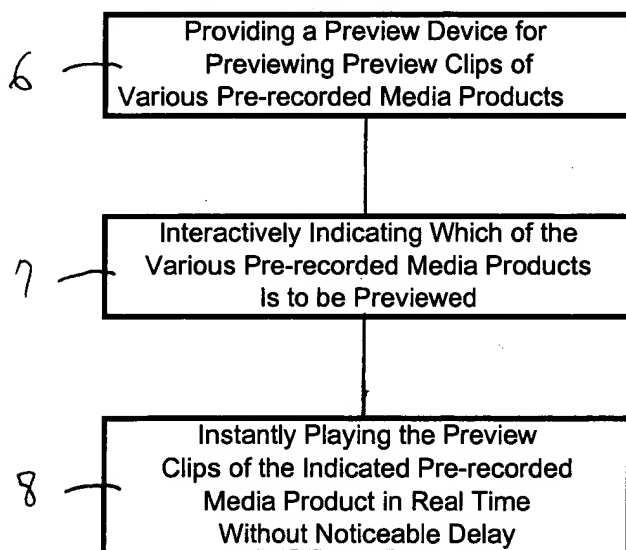 Providing a Preview Device for
6
Previewing Preview Clips of
Various Pre-recorded Media Products
Interactively Indicating Which of the
7
Various Pre-recorded Media Products
Is to be Previewed
Instantly Playing the Preview
Clips of the Indicated Pre-recorded
8
Media Product in Real Time
Without Noticeable Delay